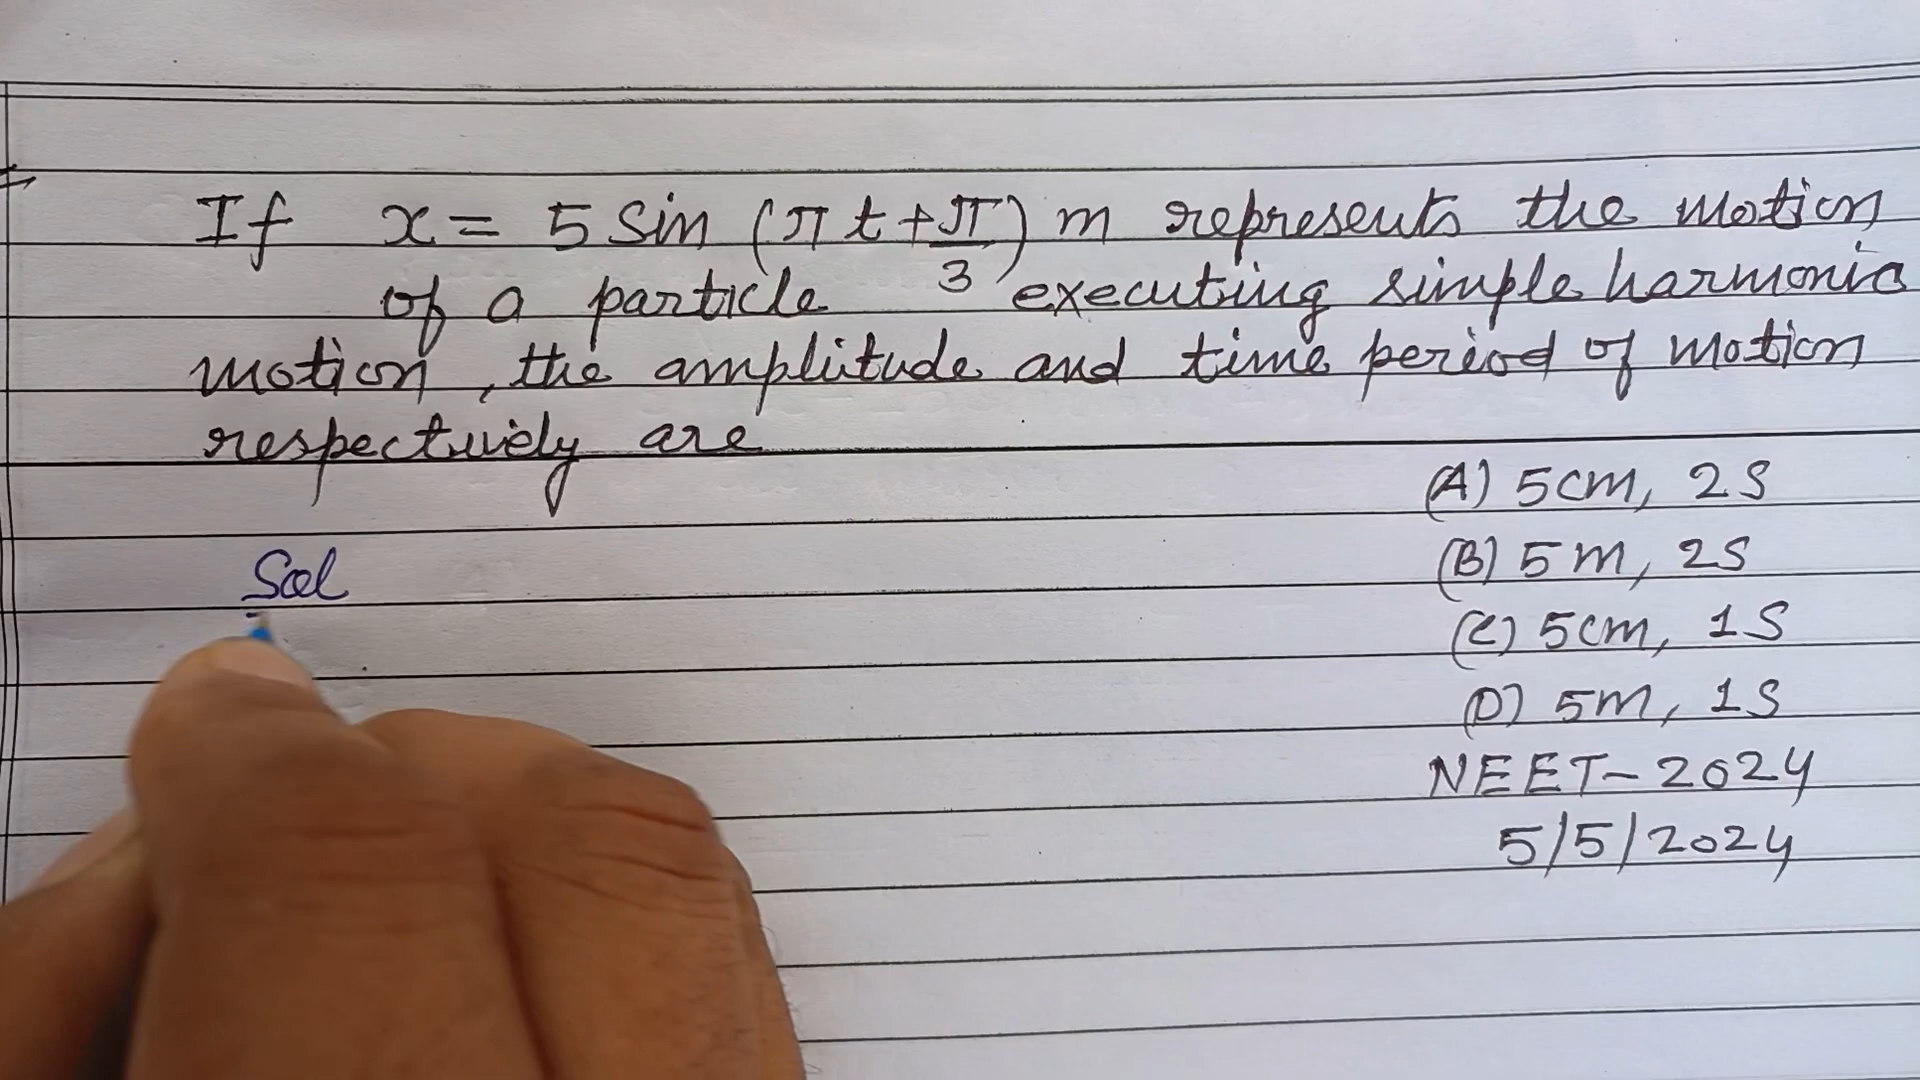 If x = 5 sin (π t + π/3) m represents the motion
of a particle executing simple harmonic
motion, the amplitude and time period of motion
respectively are
(A) 5cm, 2S
(B) 5m, 2S
(C) 5cm, 1S
(D) 5m, 1S
NEET-2024
5/5/2024
Sol